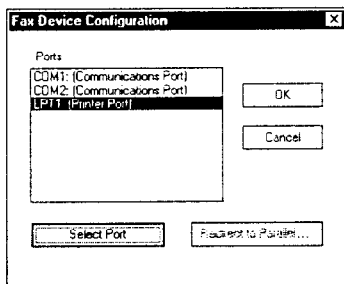 Fax Device Configuration
Ports
COM1: (Communications Port)
COM2: (Communications Port)
LPT1: (Printer Port)
OK
Cancel
Select Port
Redirect to Parallel...